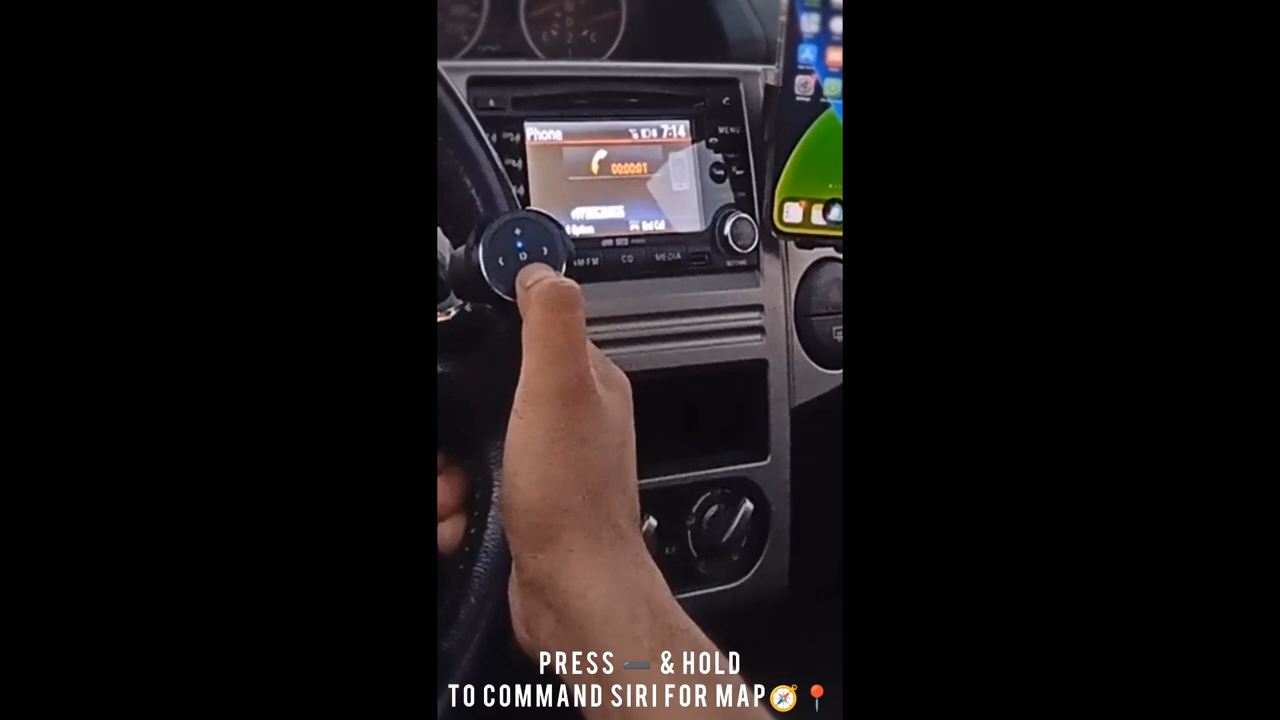 Phone 7:14
00:00:01
MENU
AM·FM CD MEDIA
PRESS ➖ & HOLD
TO COMMAND SIRI FOR MAP🧭📍